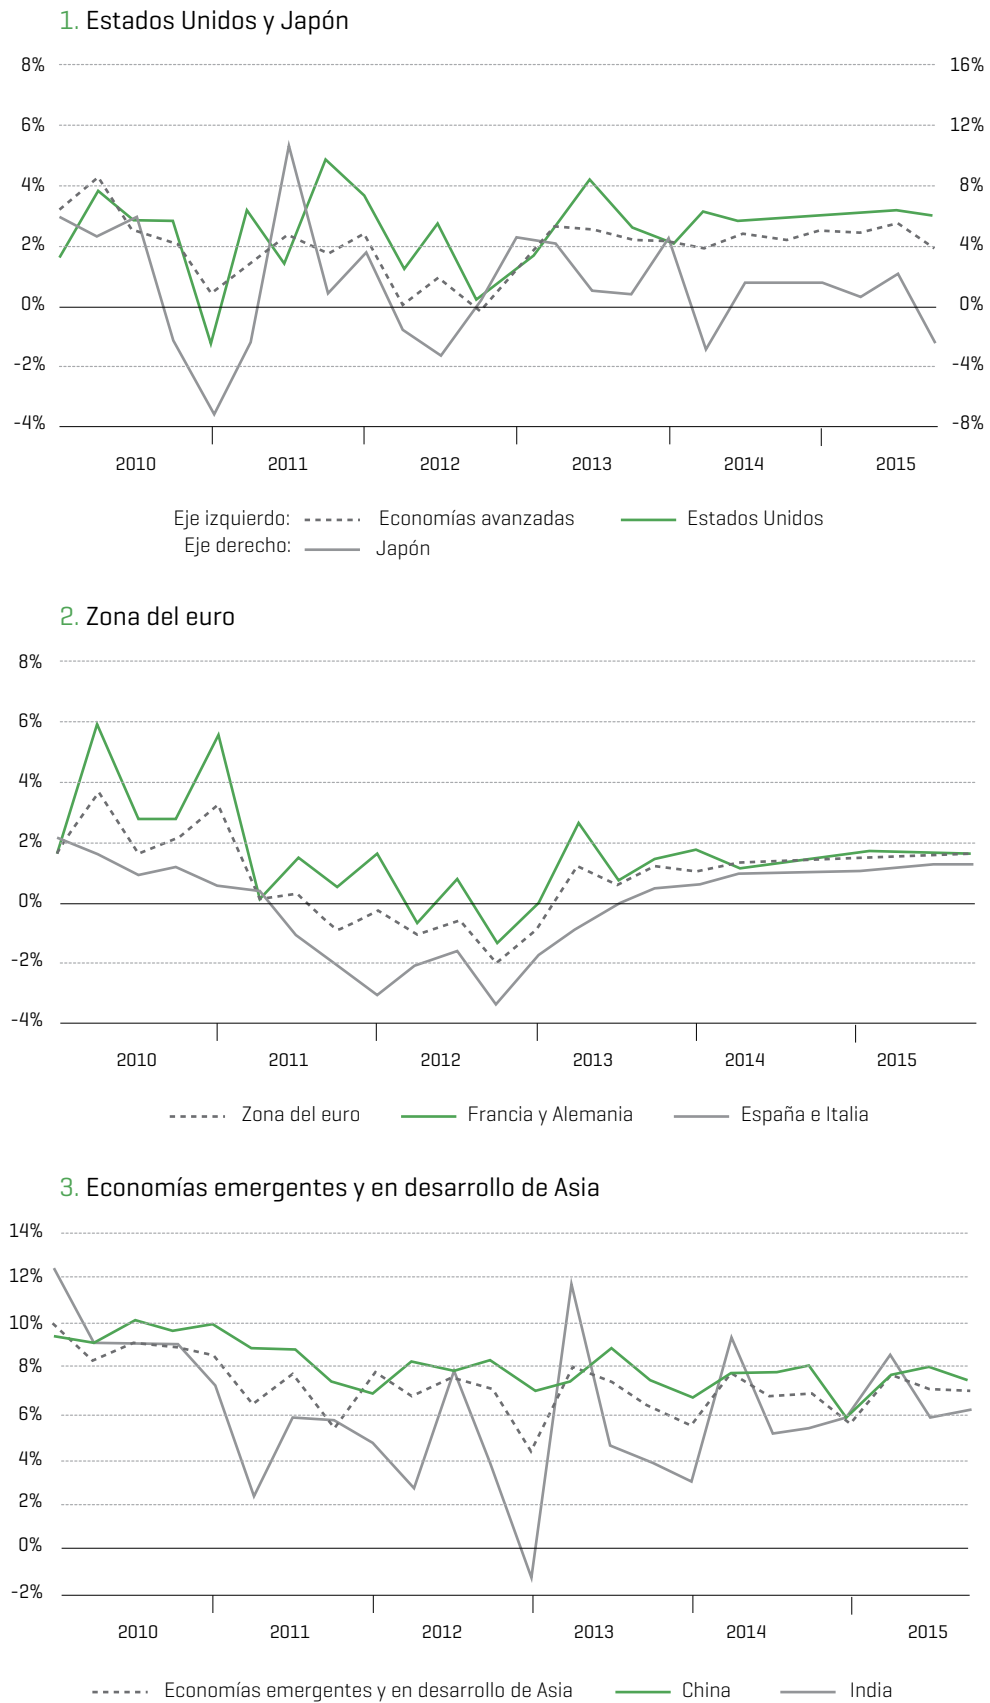 1. Estados Unidos y Japón
8% 16%
6% 12%
4% 8%
2% 4%
0% 0%
-2% -4%
-4% -8%
2010 2011 2012 2013 2014 2015
Eje izquierdo: Economías avanzadas Estados Unidos
Eje derecho: Japón
2. Zona del euro
8%
6%
4%
2%
0%
-2%
-4%
2010 2011 2012 2013 2014 2015
Zona del euro Francia y Alemania España e Italia
3. Economías emergentes y en desarrollo de Asia
14%
12%
10%
8%
6%
4%
2%
0%
-2%
2010 2011 2012 2013 2014 2015
Economías emergentes y en desarrollo de Asia China India